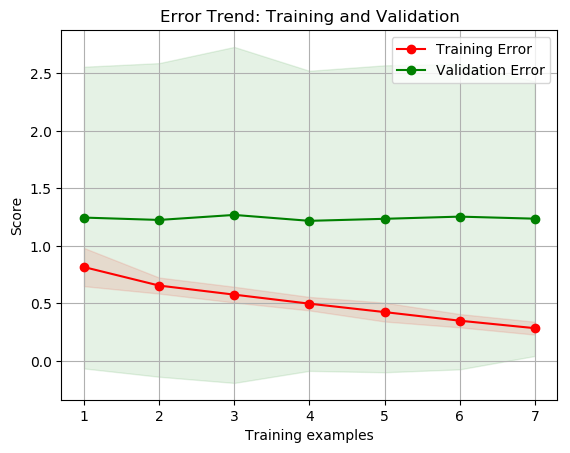 Error Trend: Training and Validation
Training Error
Validation Error
2.5
2.0
1.5
1.0
0.5
0.0
Score
1 2 3 4 5 6 7
Training examples